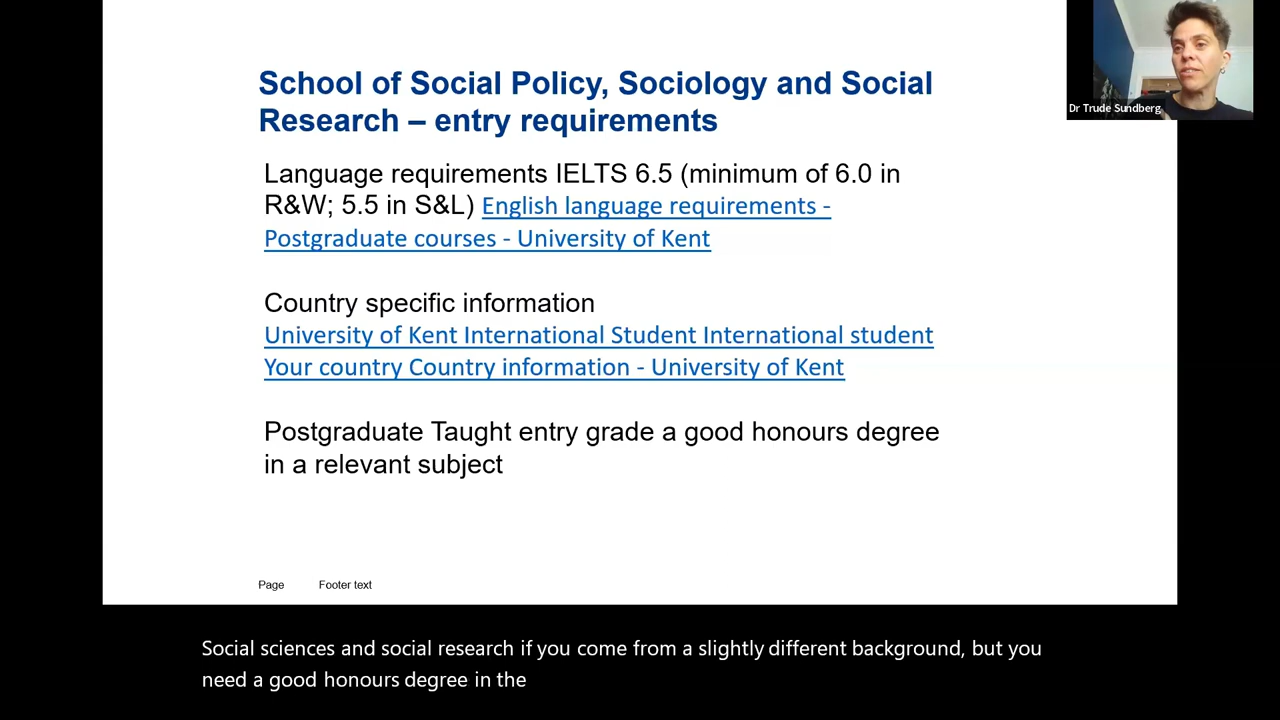 School of Social Policy, Sociology and Social
Research – entry requirements
Language requirements IELTS 6.5 (minimum of 6.0 in
R&W; 5.5 in S&L) English language requirements -
Postgraduate courses - University of Kent
Country specific information
University of Kent International Student International student
Your country Country information - University of Kent
Postgraduate Taught entry grade a good honours degree
in a relevant subject
Page Footer text
Dr Trude Sundberg
Social sciences and social research if you come from a slightly different background, but you
need a good honours degree in the